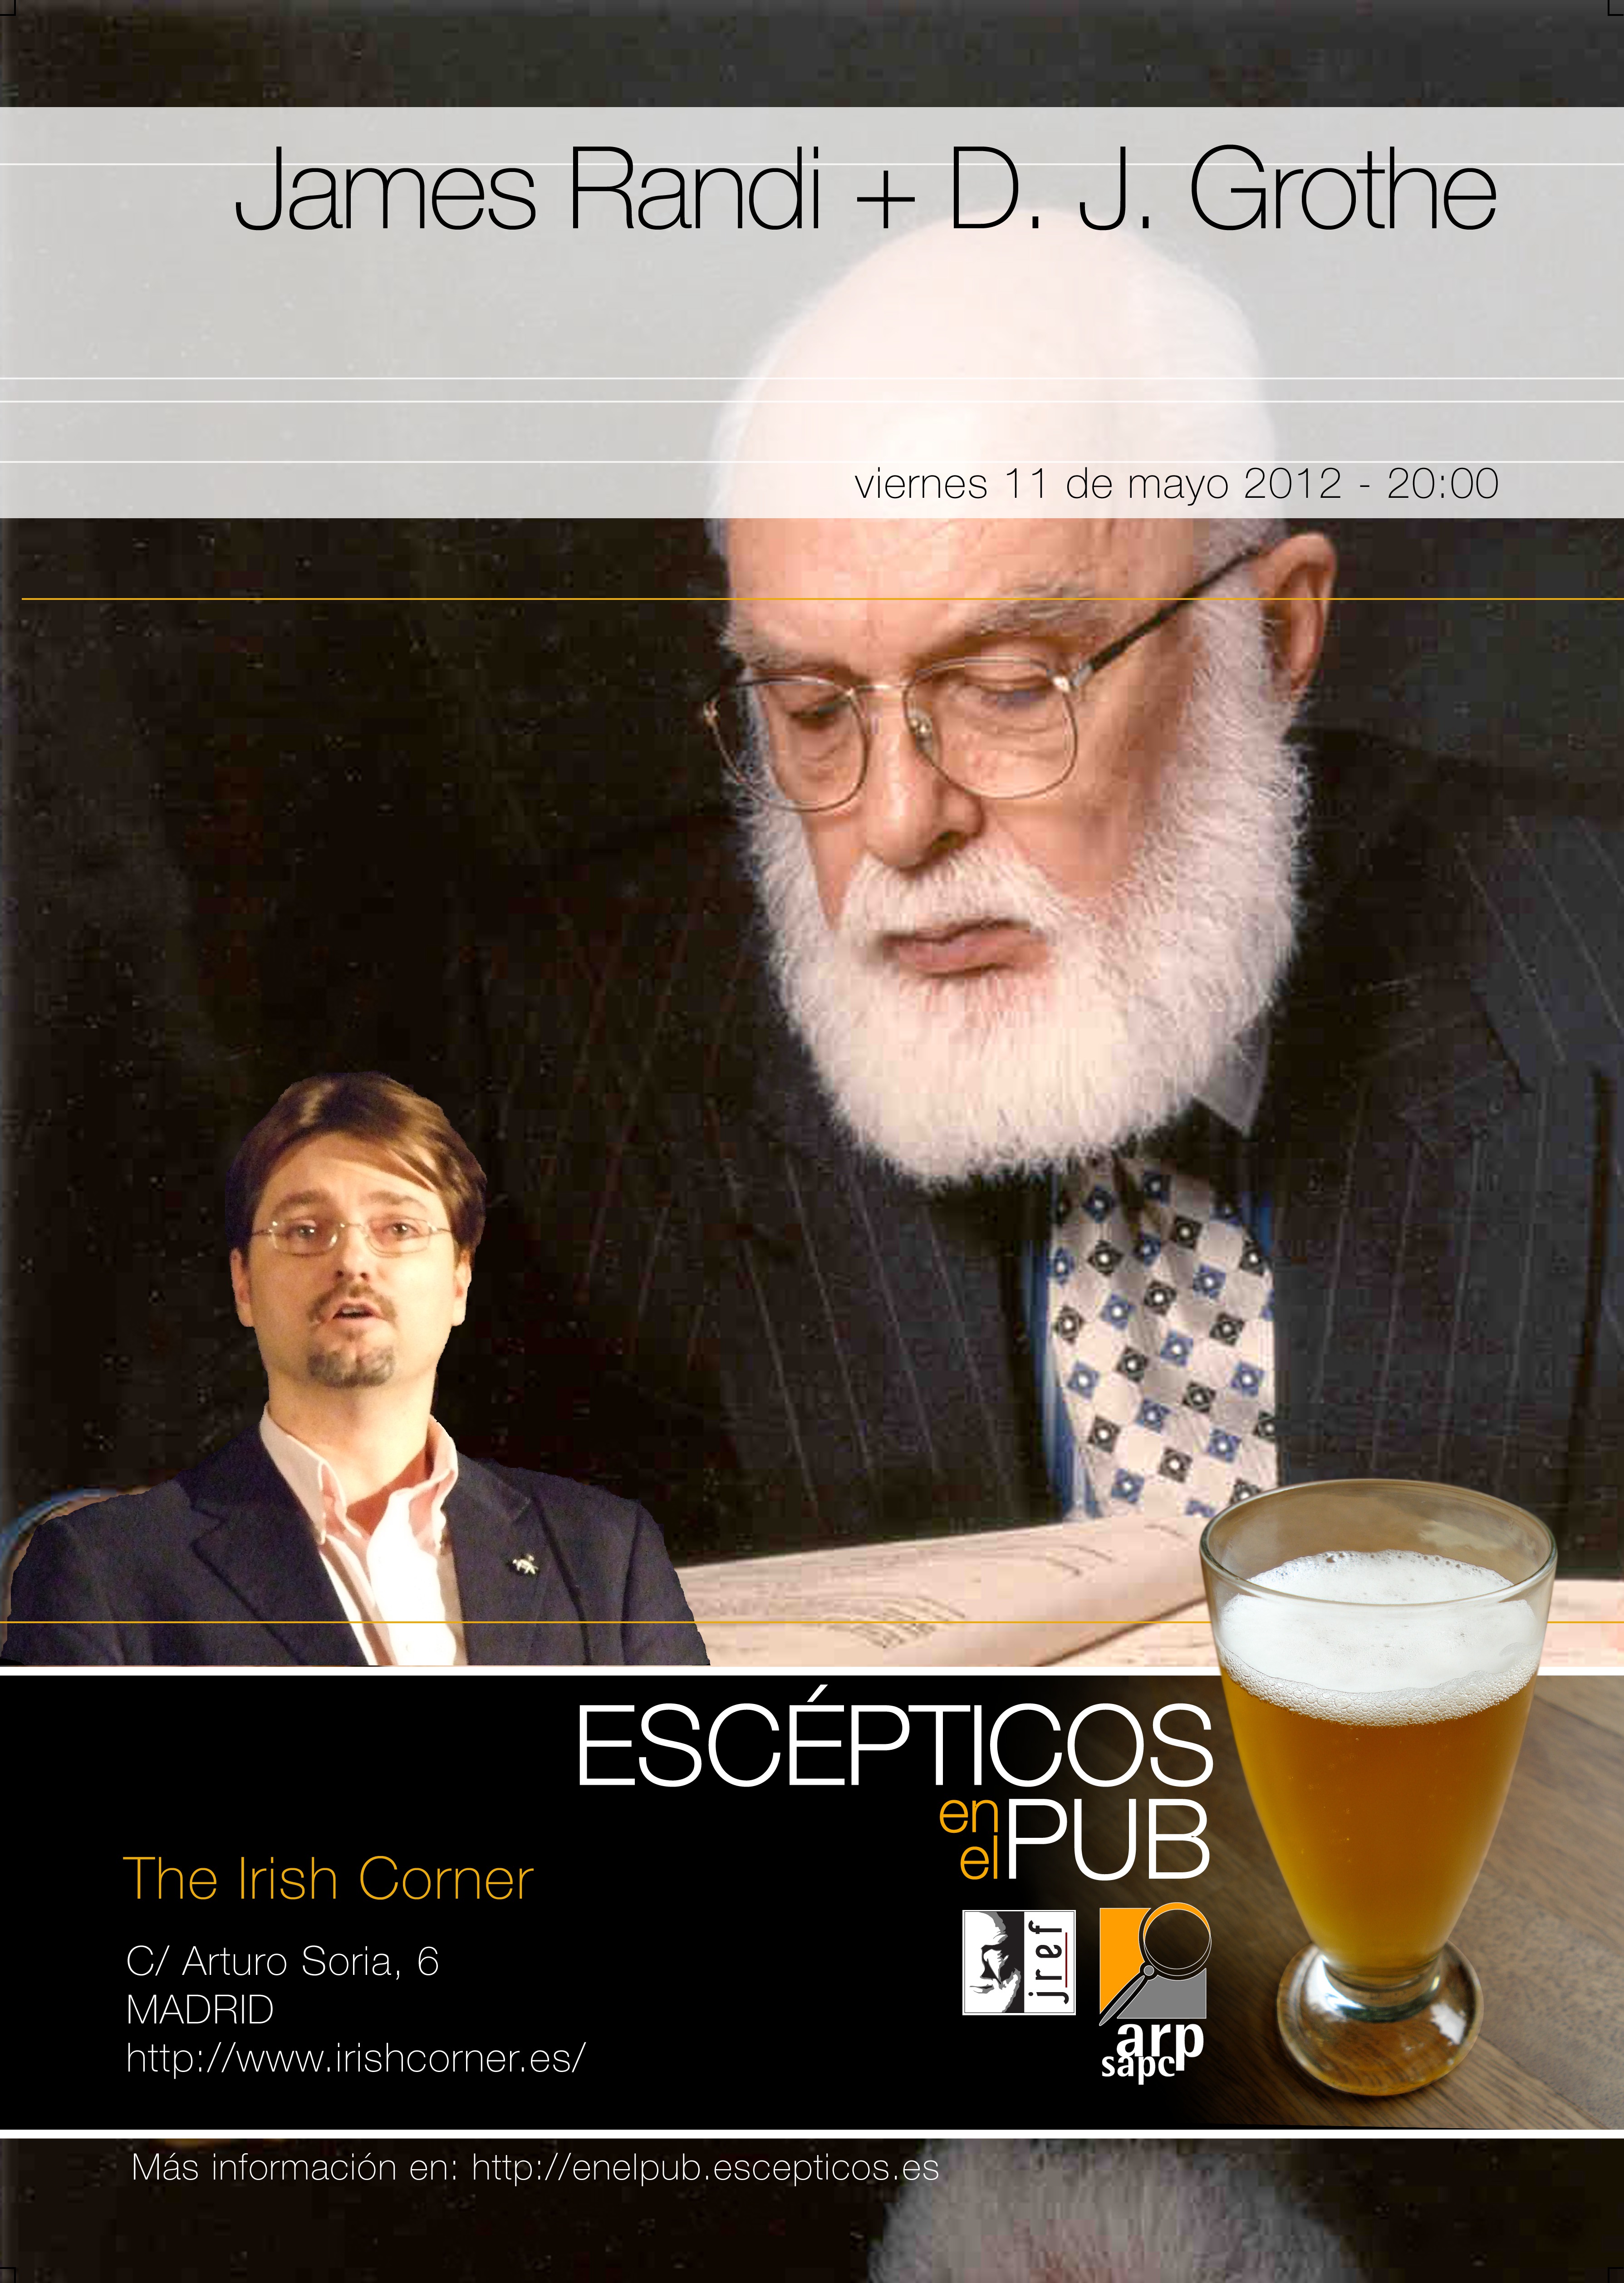 James Randi + D. J. Grothe
viernes 11 de mayo 2012 - 20:00
ESCÉPTICOS
en el PUB
The Irish Corner
C/ Arturo Soria, 6
MADRID
http://www.irishcorner.es/
jref
arp
sapc
Más información en: http://enelpub.escepticos.es